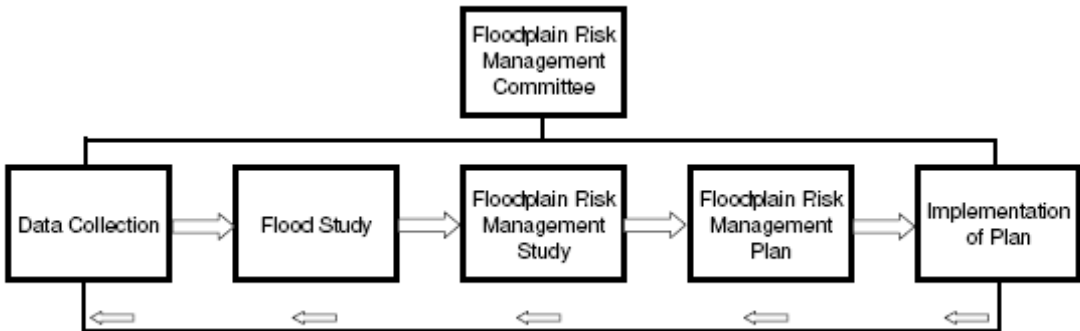 Floodplain Risk
Management
Committee
Data Collection
Flood Study
Floodplain Risk
Management
Study
Floodplain Risk
Management
Plan
Implementation
of Plan